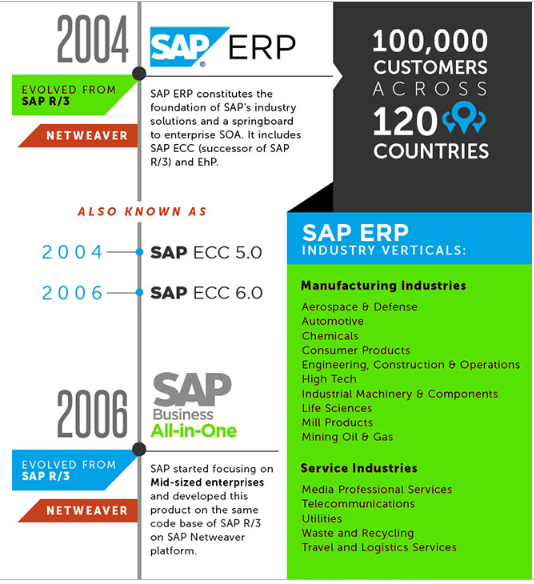 2004
SAP ® ERP
EVOLVED FROM
SAP R/3
NETWEAVER
SAP ERP constitutes the
foundation of SAP's industry
solutions and a springboard
to enterprise SOA. It includes
SAP ECC (successor of SAP
R/3) and EhP.
100,000
CUSTOMERS
ACROSS
120
COUNTRIES
ALSO KNOWN AS
2004 SAP ECC 5.0
2006 SAP ECC 6.0
2006
SAP
Business
All-in-One
EVOLVED FROM
SAP R/3
NETWEAVER
SAP started focusing on
Mid-sized enterprises
and developed this
product on the same
code base of SAP R/3
on SAP Netweaver
platform.
SAP ERP
INDUSTRY VERTICALS:
Manufacturing Industries
Aerospace & Defense
Automotive
Chemicals
Consumer Products
Engineering, Construction & Operations
High Tech
Industrial Machinery & Components
Life Sciences
Mill Products
Mining Oil & Gas
Service Industries
Media Professional Services
Telecommunications
Utilities
Waste and Recycling
Travel and Logistics Services